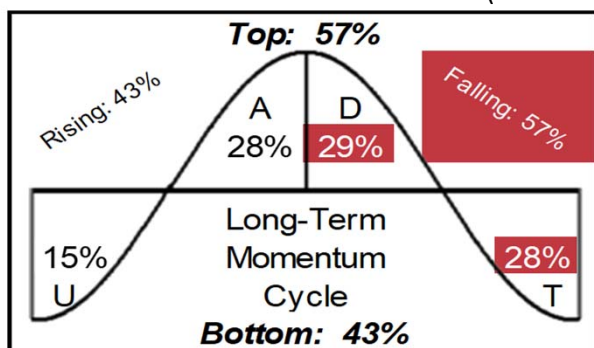 Top: 57%
Rising: 43%
Falling: 57%
A
D
28%
29%
Long-Term
Momentum
Cycle
15%
28%
U
T
Bottom: 43%